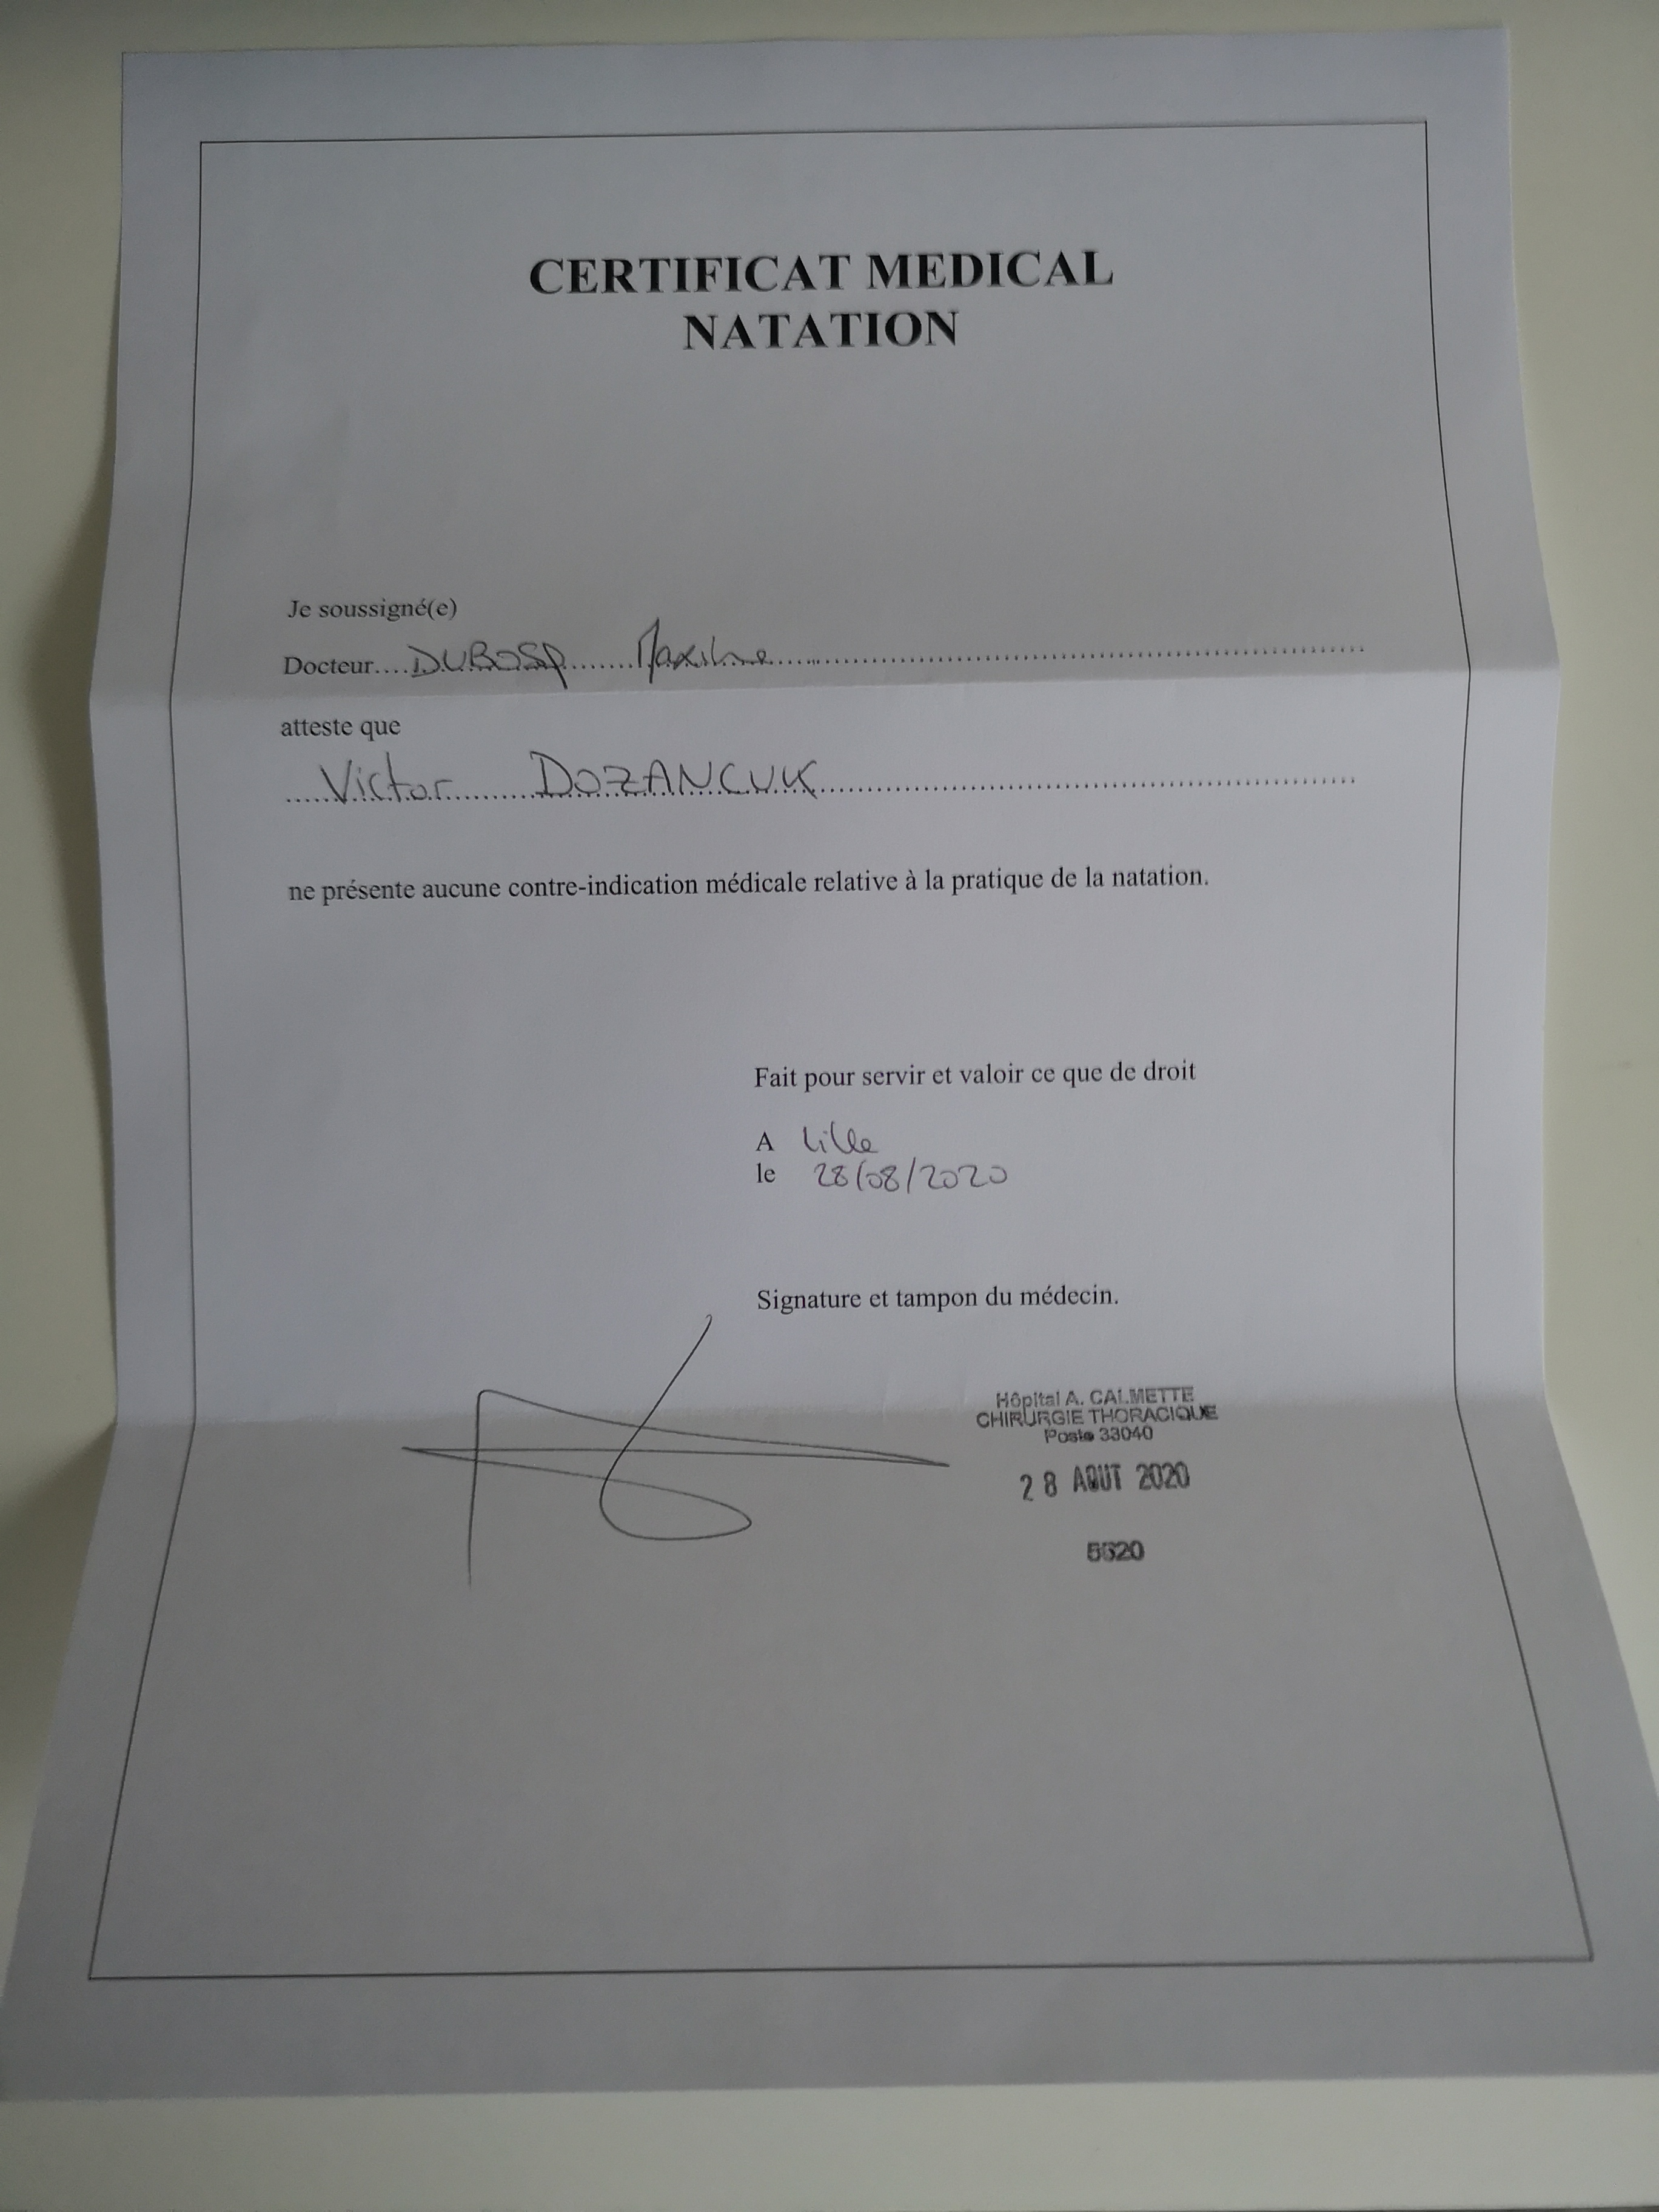 CERTIFICAT MEDICAL
NATATION
Je soussigné(e)
Docteur....DUBOSQ.......Maxime
atteste que
.....Victor.......DOZANCUK
ne présente aucune contre-indication médicale relative à la pratique de la natation.
Fait pour servir et valoir ce que de droit
A Lille
le 28/08/2020
Signature et tampon du médecin.
Hôpital A. CALMETTE
CHIRURGIE THORACIQUE
Poste 33040
28 AOUT 2020